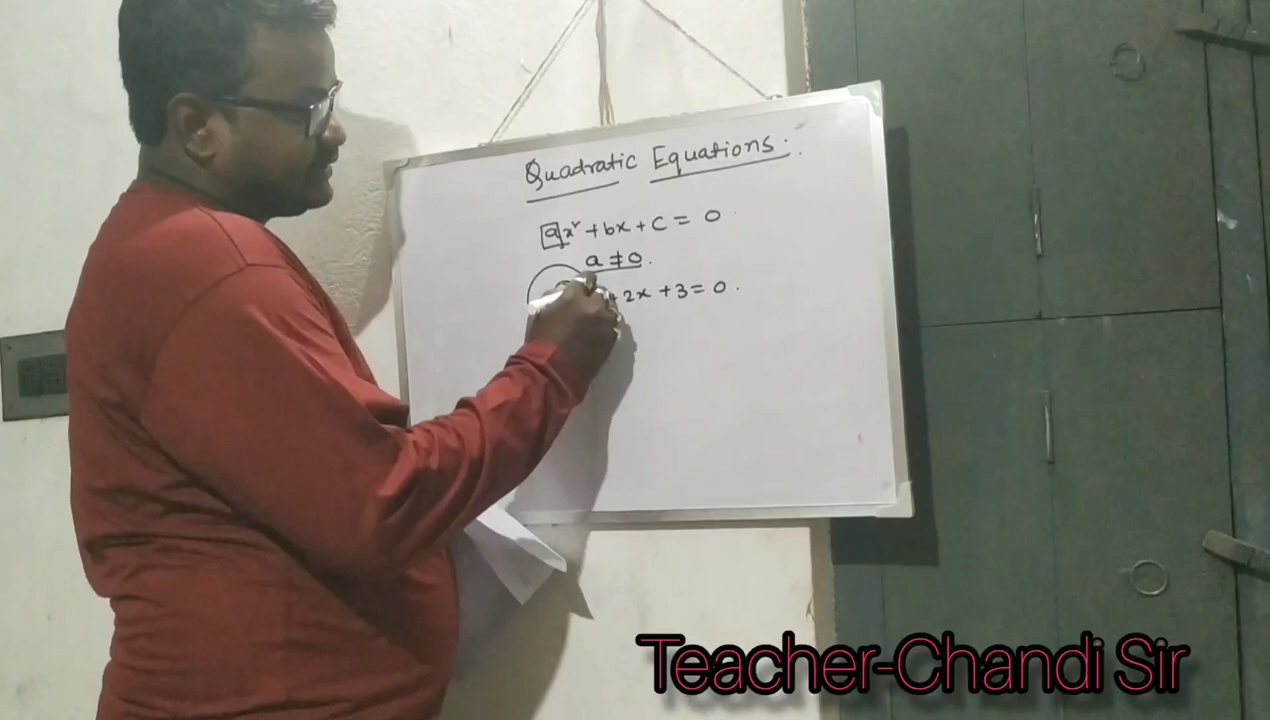 Quadratic Equations:
ax² + bx + c = 0
a ≠ 0.
+ 2x + 3 = 0.
Teacher-Chandi Sir